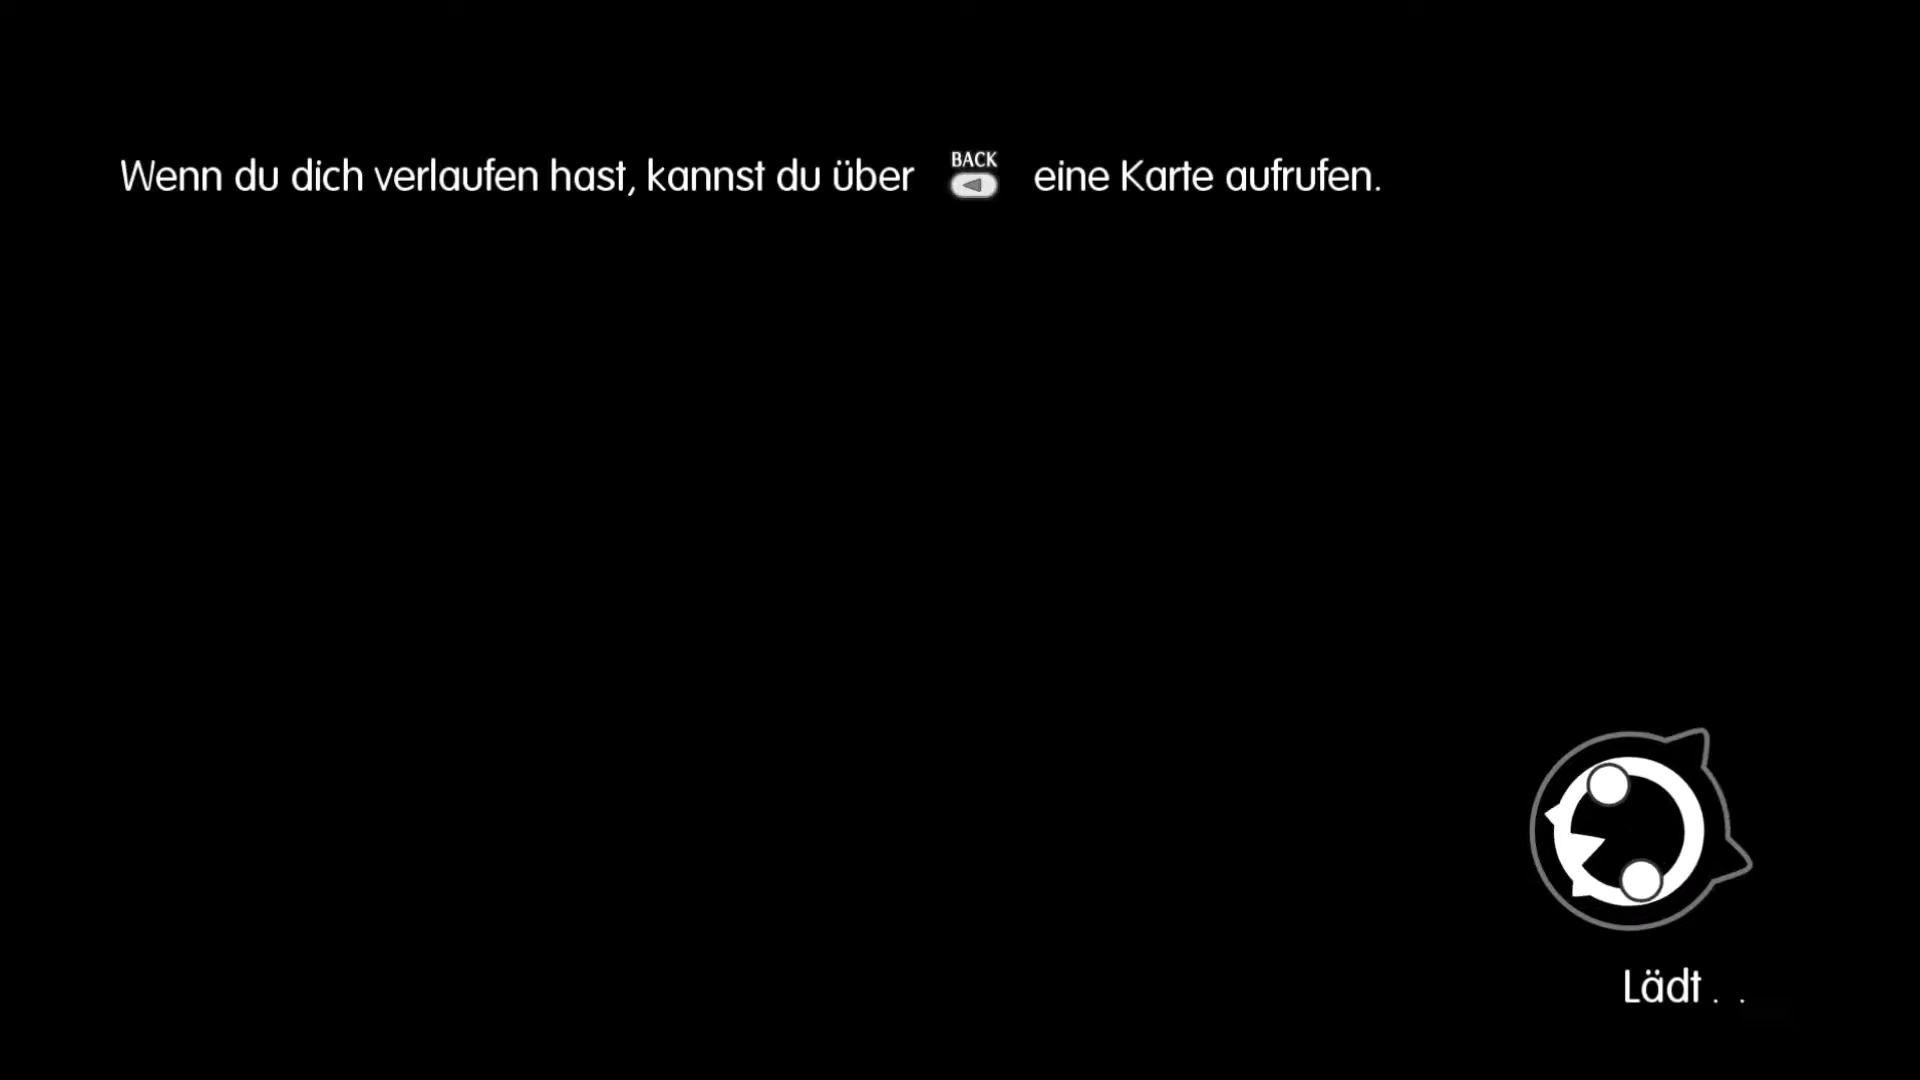 Wenn du dich verlaufen hast, kannst du über BACK eine Karte aufrufen.
Lädt . .